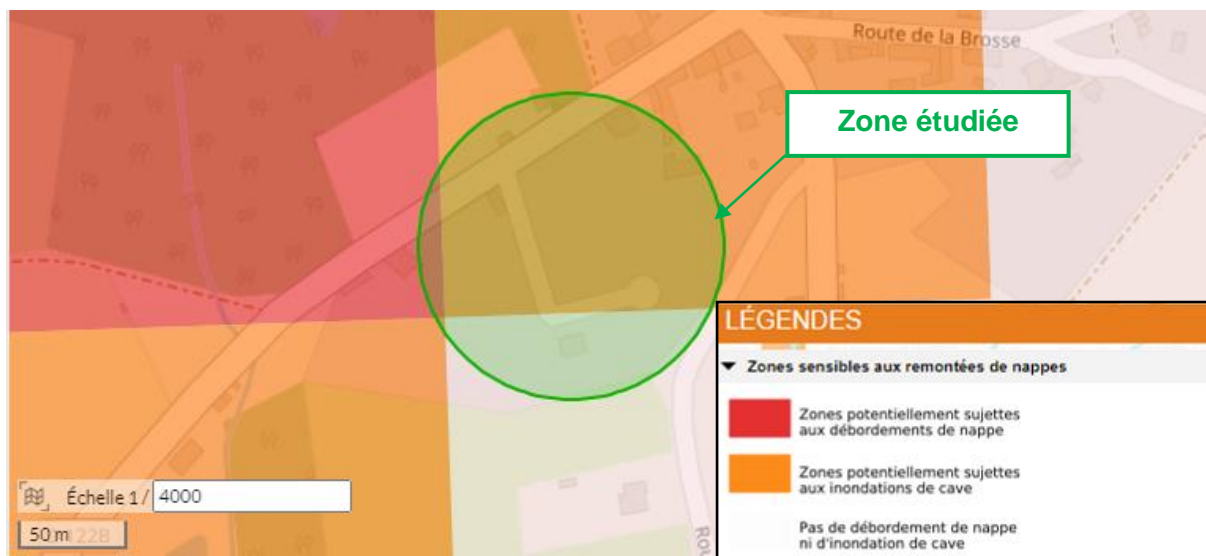 Route de la Brosse
Zone étudiée
LÉGENDES
Zones sensibles aux remontées de nappes
Zones potentiellement sujettes
aux débordements de nappe
Zones potentiellement sujettes
aux inondations de cave
Pas de débordement de nappe
ni d'inondation de cave
Échelle 1 / 4000
50 m
Rou